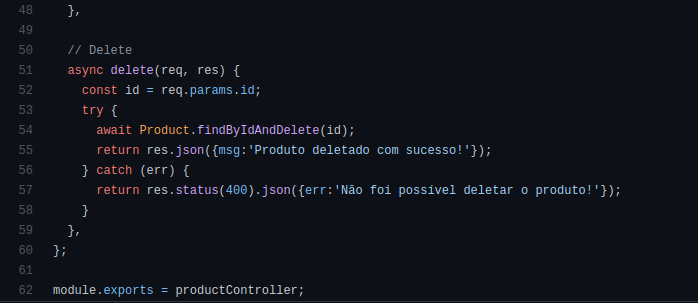 48 },
49
50 // Delete
51 async delete(req, res) {
52 const id = req.params.id;
53 try {
54 await Product.findByIdAndDelete(id);
55 return res.json({msg:'Produto deletado com sucesso!'});
56 } catch (err) {
57 return res.status(400).json({err:'Não foi possível deletar o produto!'});
58 }
59 },
60 };
61
62 module.exports = productController;